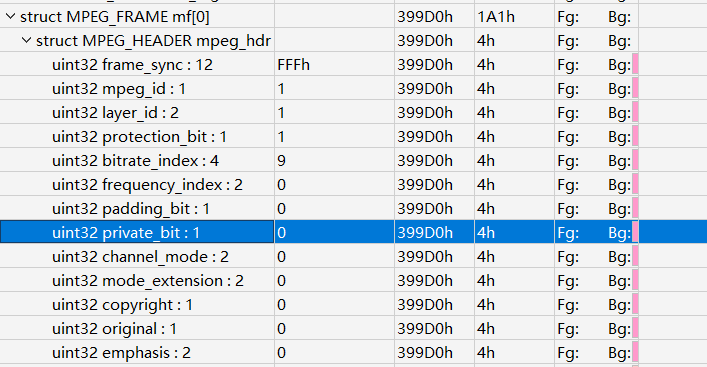 struct MPEG_FRAME mf[0] 399D0h 1A1h Fg: Bg:
struct MPEG_HEADER mpeg_hdr 399D0h 4h Fg: Bg:
uint32 frame_sync : 12 FFFh 399D0h 4h Fg: Bg:
uint32 mpeg_id : 1 1 399D0h 4h Fg: Bg:
uint32 layer_id : 2 1 399D0h 4h Fg: Bg:
uint32 protection_bit : 1 1 399D0h 4h Fg: Bg:
uint32 bitrate_index : 4 9 399D0h 4h Fg: Bg:
uint32 frequency_index : 2 0 399D0h 4h Fg: Bg:
uint32 padding_bit : 1 0 399D0h 4h Fg: Bg:
uint32 private_bit : 1 0 399D0h 4h Fg: Bg:
uint32 channel_mode : 2 0 399D0h 4h Fg: Bg:
uint32 mode_extension : 2 0 399D0h 4h Fg: Bg:
uint32 copyright : 1 0 399D0h 4h Fg: Bg:
uint32 original : 1 0 399D0h 4h Fg: Bg:
uint32 emphasis : 2 0 399D0h 4h Fg: Bg: